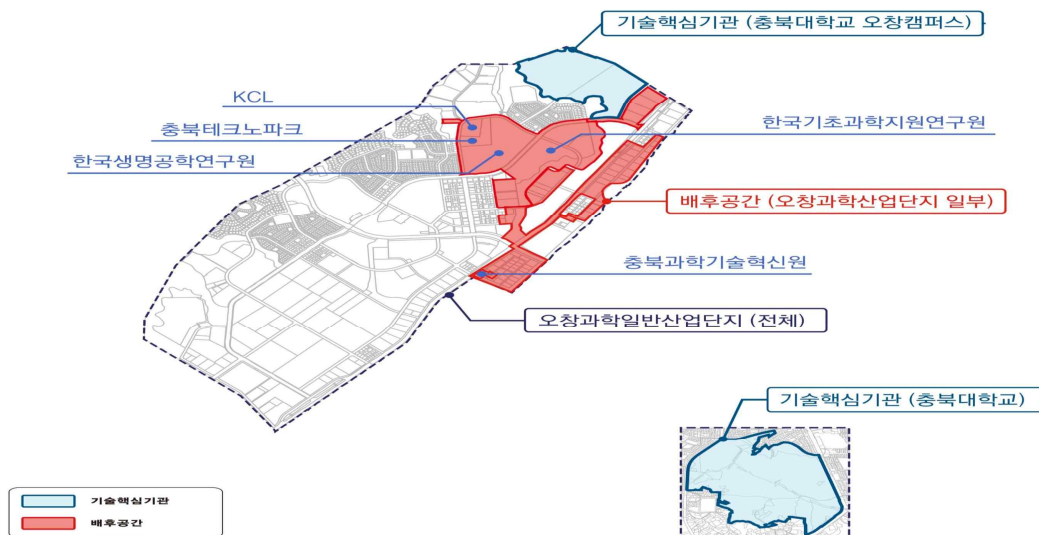 기술핵심기관 (충북대학교 오창캠퍼스)
KCL
충북테크노파크
한국기초과학지원연구원
한국생명공학연구원
배후공간 (오창과학산업단지 일부)
충북과학기술혁신원
오창과학일반산업단지 (전체)
기술핵심기관 (충북대학교)
기술핵심기관
배후공간